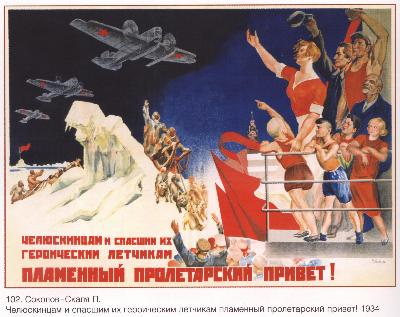 ЧЕЛЮСКИНЦАМ И СПАСШИМ ИХ
ГЕРОИЧЕСКИМ ЛЕТЧИКАМ
ПЛАМЕННЫЙ ПРОЛЕТАРСКИЙ ПРИВЕТ!
102. Соколов-Скаля П.
Челюскинцам и спасшим их героическим летчикам пламенный пролетарский привет! 1934